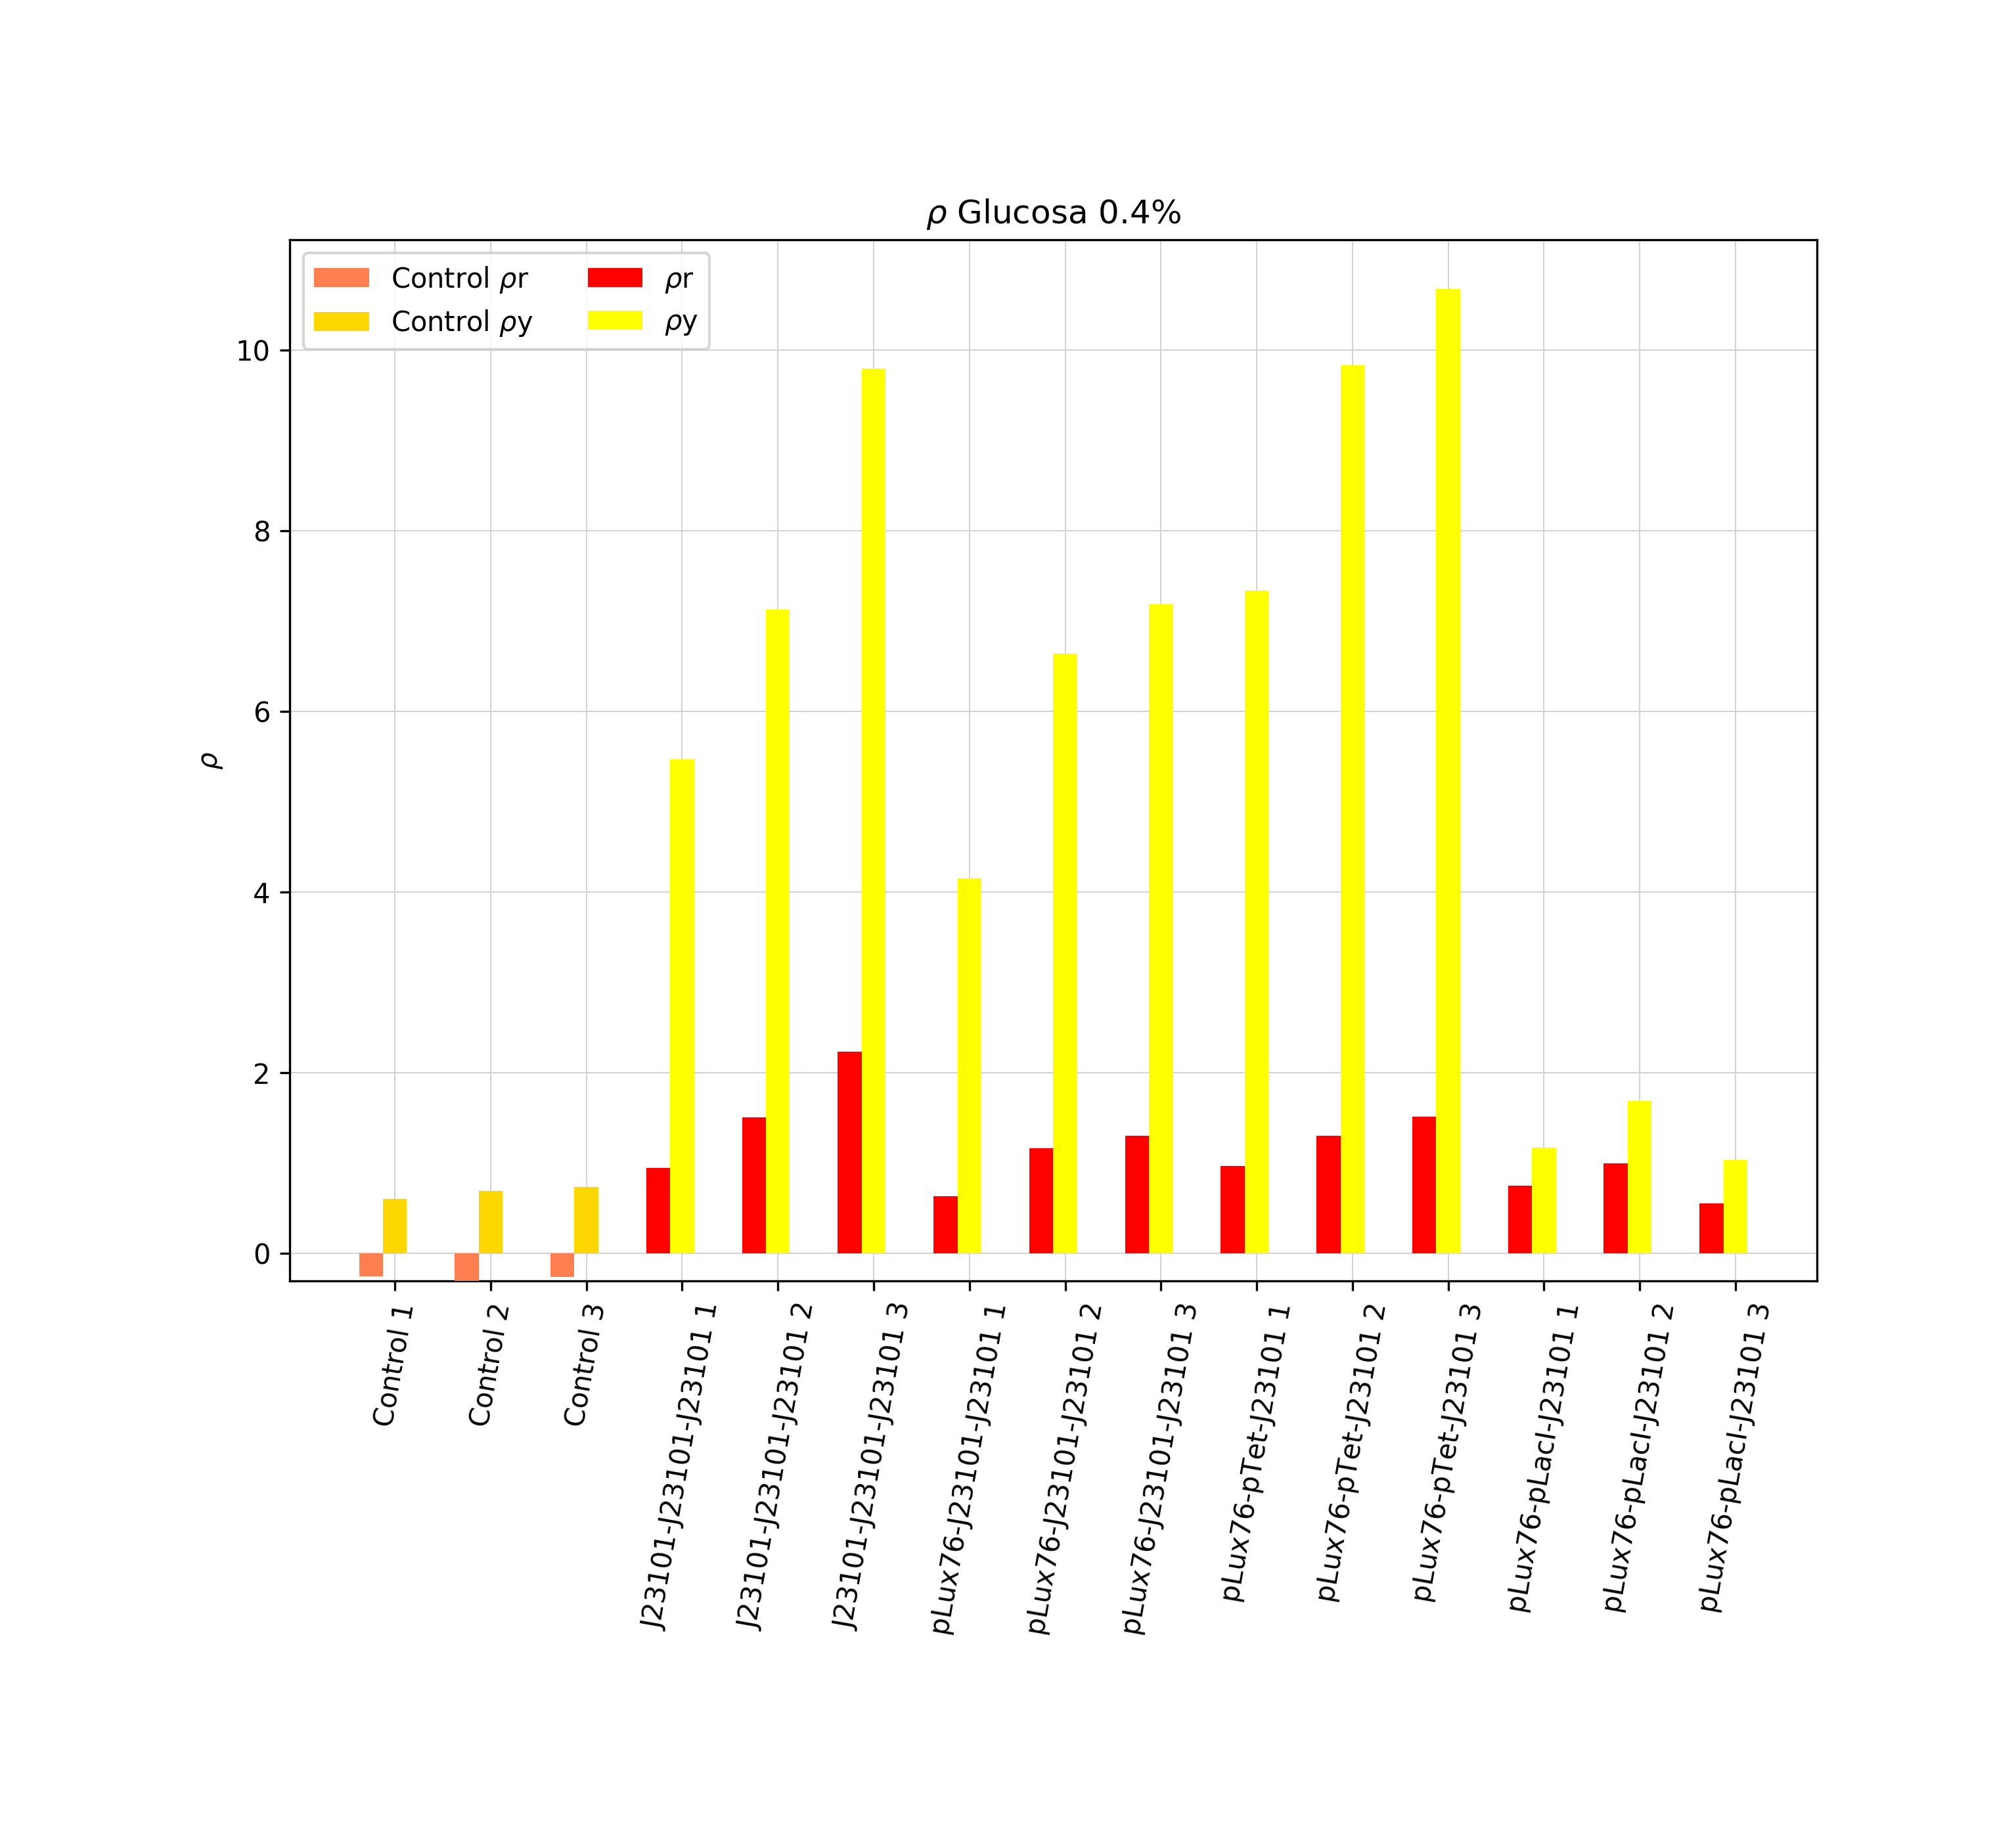 ρ Glucosa 0.4%
Control ρr
Control ρy
ρr
ρy
10
8
6
4
2
0
ρ
Control 1
Control 2
Control 3
J23101-J23101-J23101 1
J23101-J23101-J23101 2
J23101-J23101-J23101 3
pLux76-J23101-J23101 1
pLux76-J23101-J23101 2
pLux76-J23101-J23101 3
pLux76-pTet-J23101 1
pLux76-pTet-J23101 2
pLux76-pTet-J23101 3
pLux76-pLacI-J23101 1
pLux76-pLacI-J23101 2
pLux76-pLacI-J23101 3